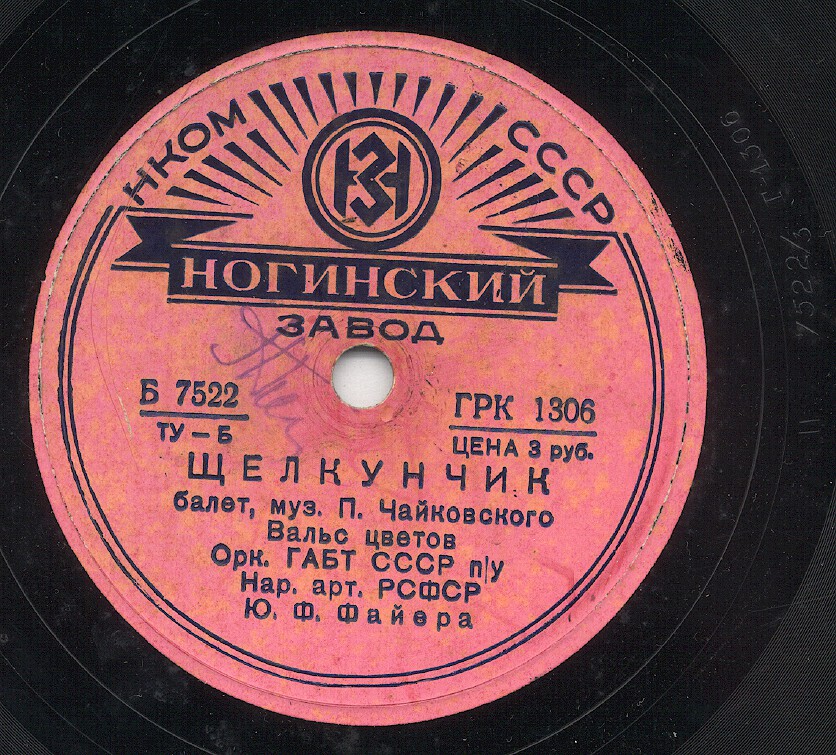 НКОМ СССР
НЗ
НОГИНСКИЙ
ЗАВОД
Б 7522
ГРК 1306
ТУ – Б
ЦЕНА 3 руб.
ЩЕЛКУНЧИК
балет, муз. П. Чайковского
Вальс цветов
Орк. ГАБТ СССР п/у
Нар. арт. РСФСР
Ю. Ф. Файера
Г-1306
7522/3
11